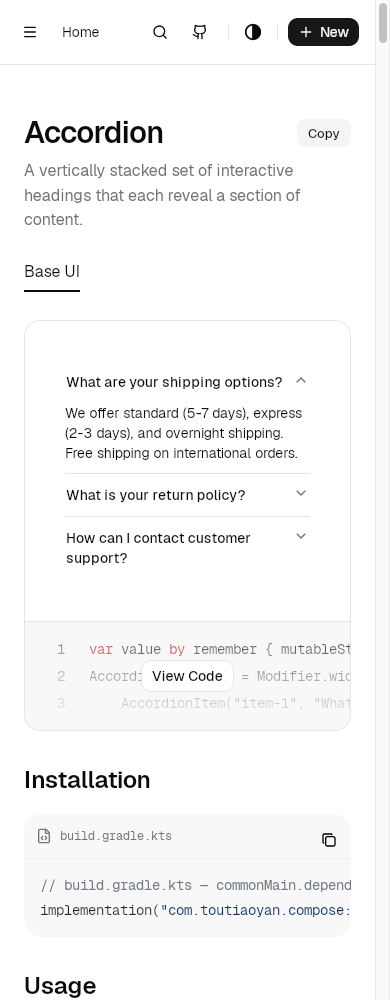 Home
New
Accordion
Copy
A vertically stacked set of interactive
headings that each reveal a section of
content.
Base UI
What are your shipping options?
We offer standard (5-7 days), express
(2-3 days), and overnight shipping.
Free shipping on international orders.
What is your return policy?
How can I contact customer
support?
1 var value by remember { mutableSt
2 Accord = Modifier.wid
View Code
3 AccordionItem("item-1", "What
Installation
build.gradle.kts
// build.gradle.kts — commonMain.depend
implementation("com.toutiaoyan.compose:
Usage